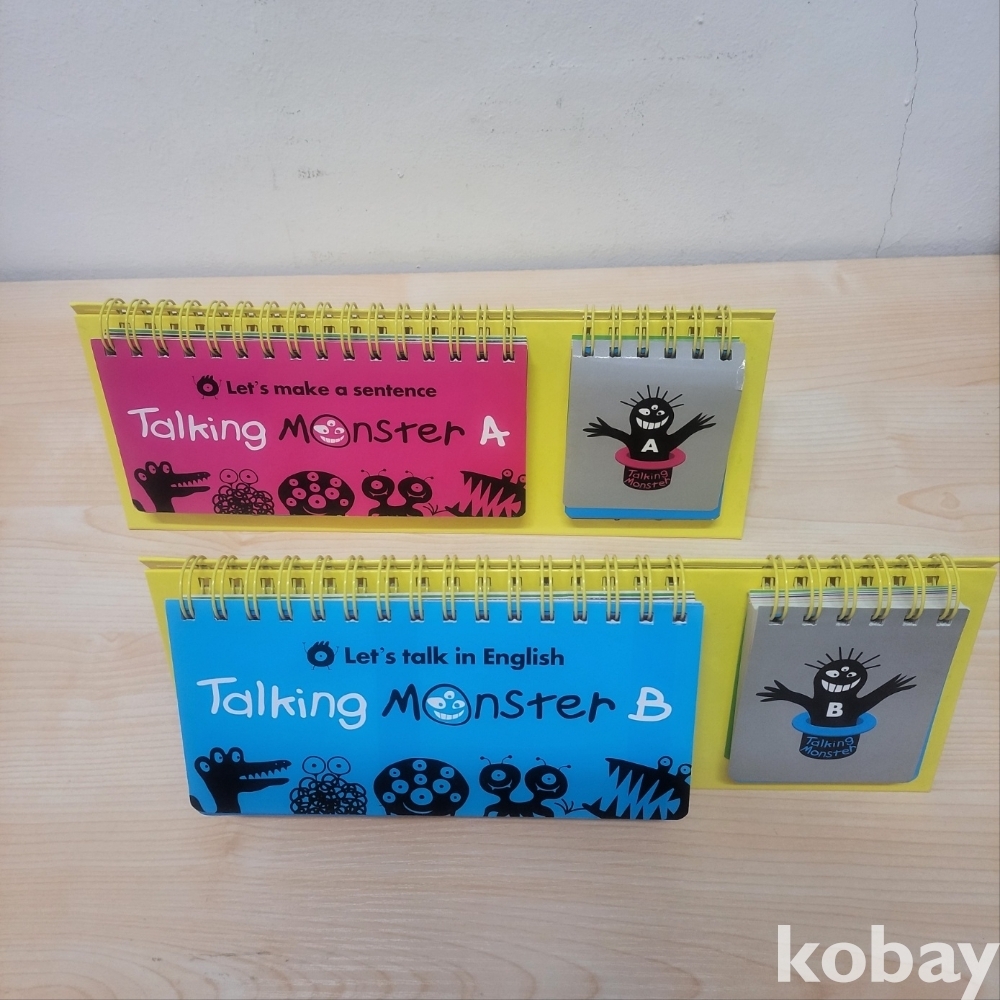 Let's make a sentence
Talking Monster A
A
Talking
Monster
Let's talk in English
Talking Monster B
B
Talking
Monster
kobay